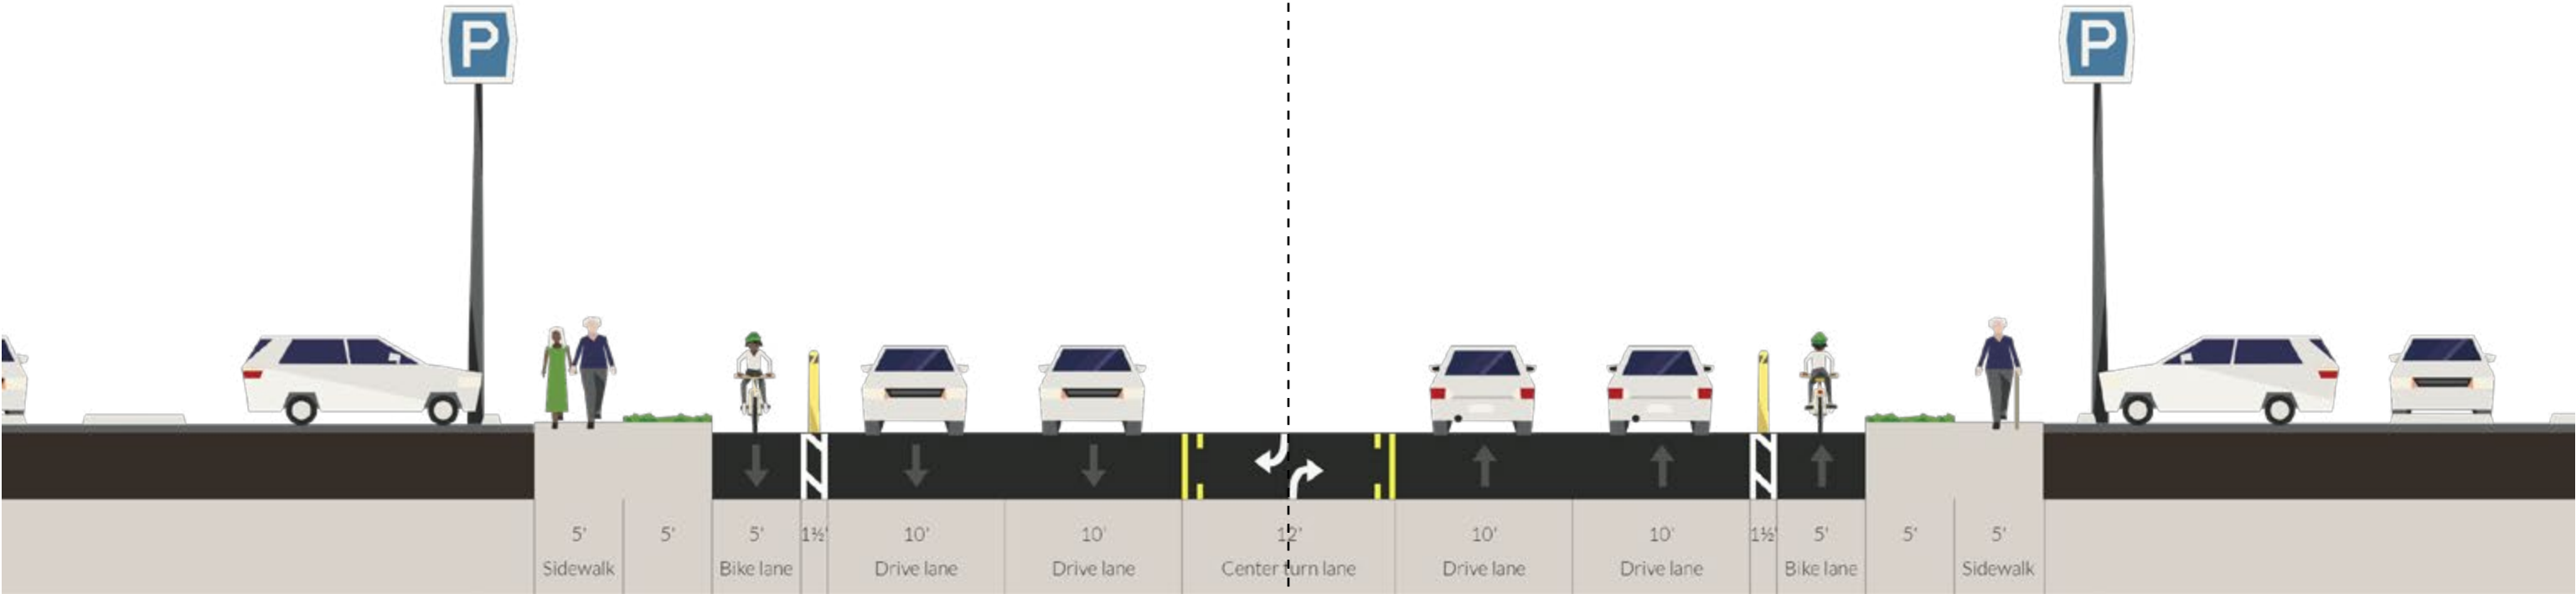 P
P
5' 5' 5' 1½' 10' 10' 12' 10' 10' 1½' 5' 5' 5'
Sidewalk Bike lane Drive lane Drive lane Center turn lane Drive lane Drive lane Bike lane Sidewalk